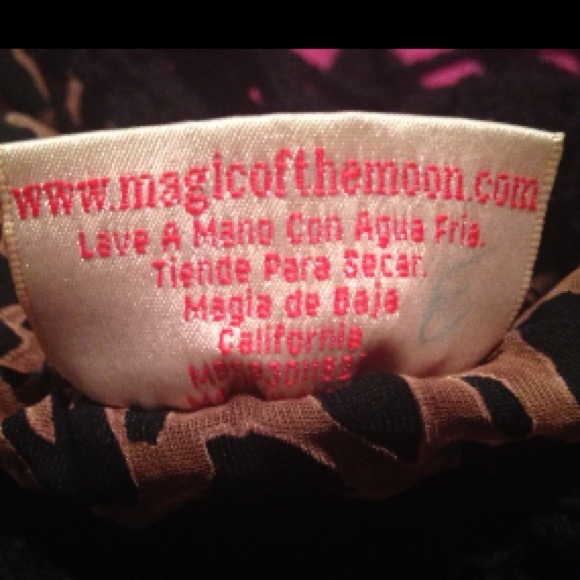 www.magicofthemoon.com
Lave A Mano Con Agua Fria.
Tiende Para Secar.
Magia de Baja
California